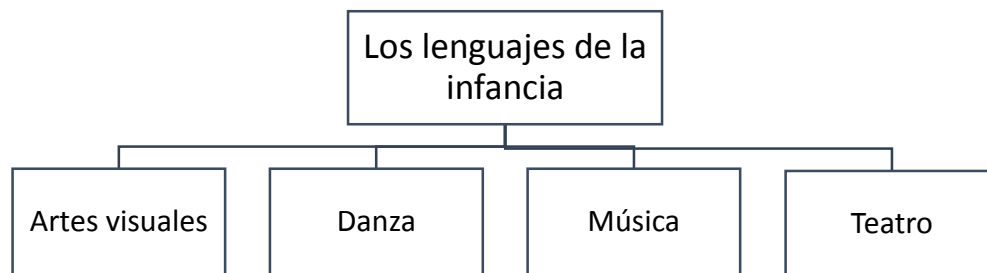 Los lenguajes de la
infancia
Artes visuales
Danza
Música
Teatro